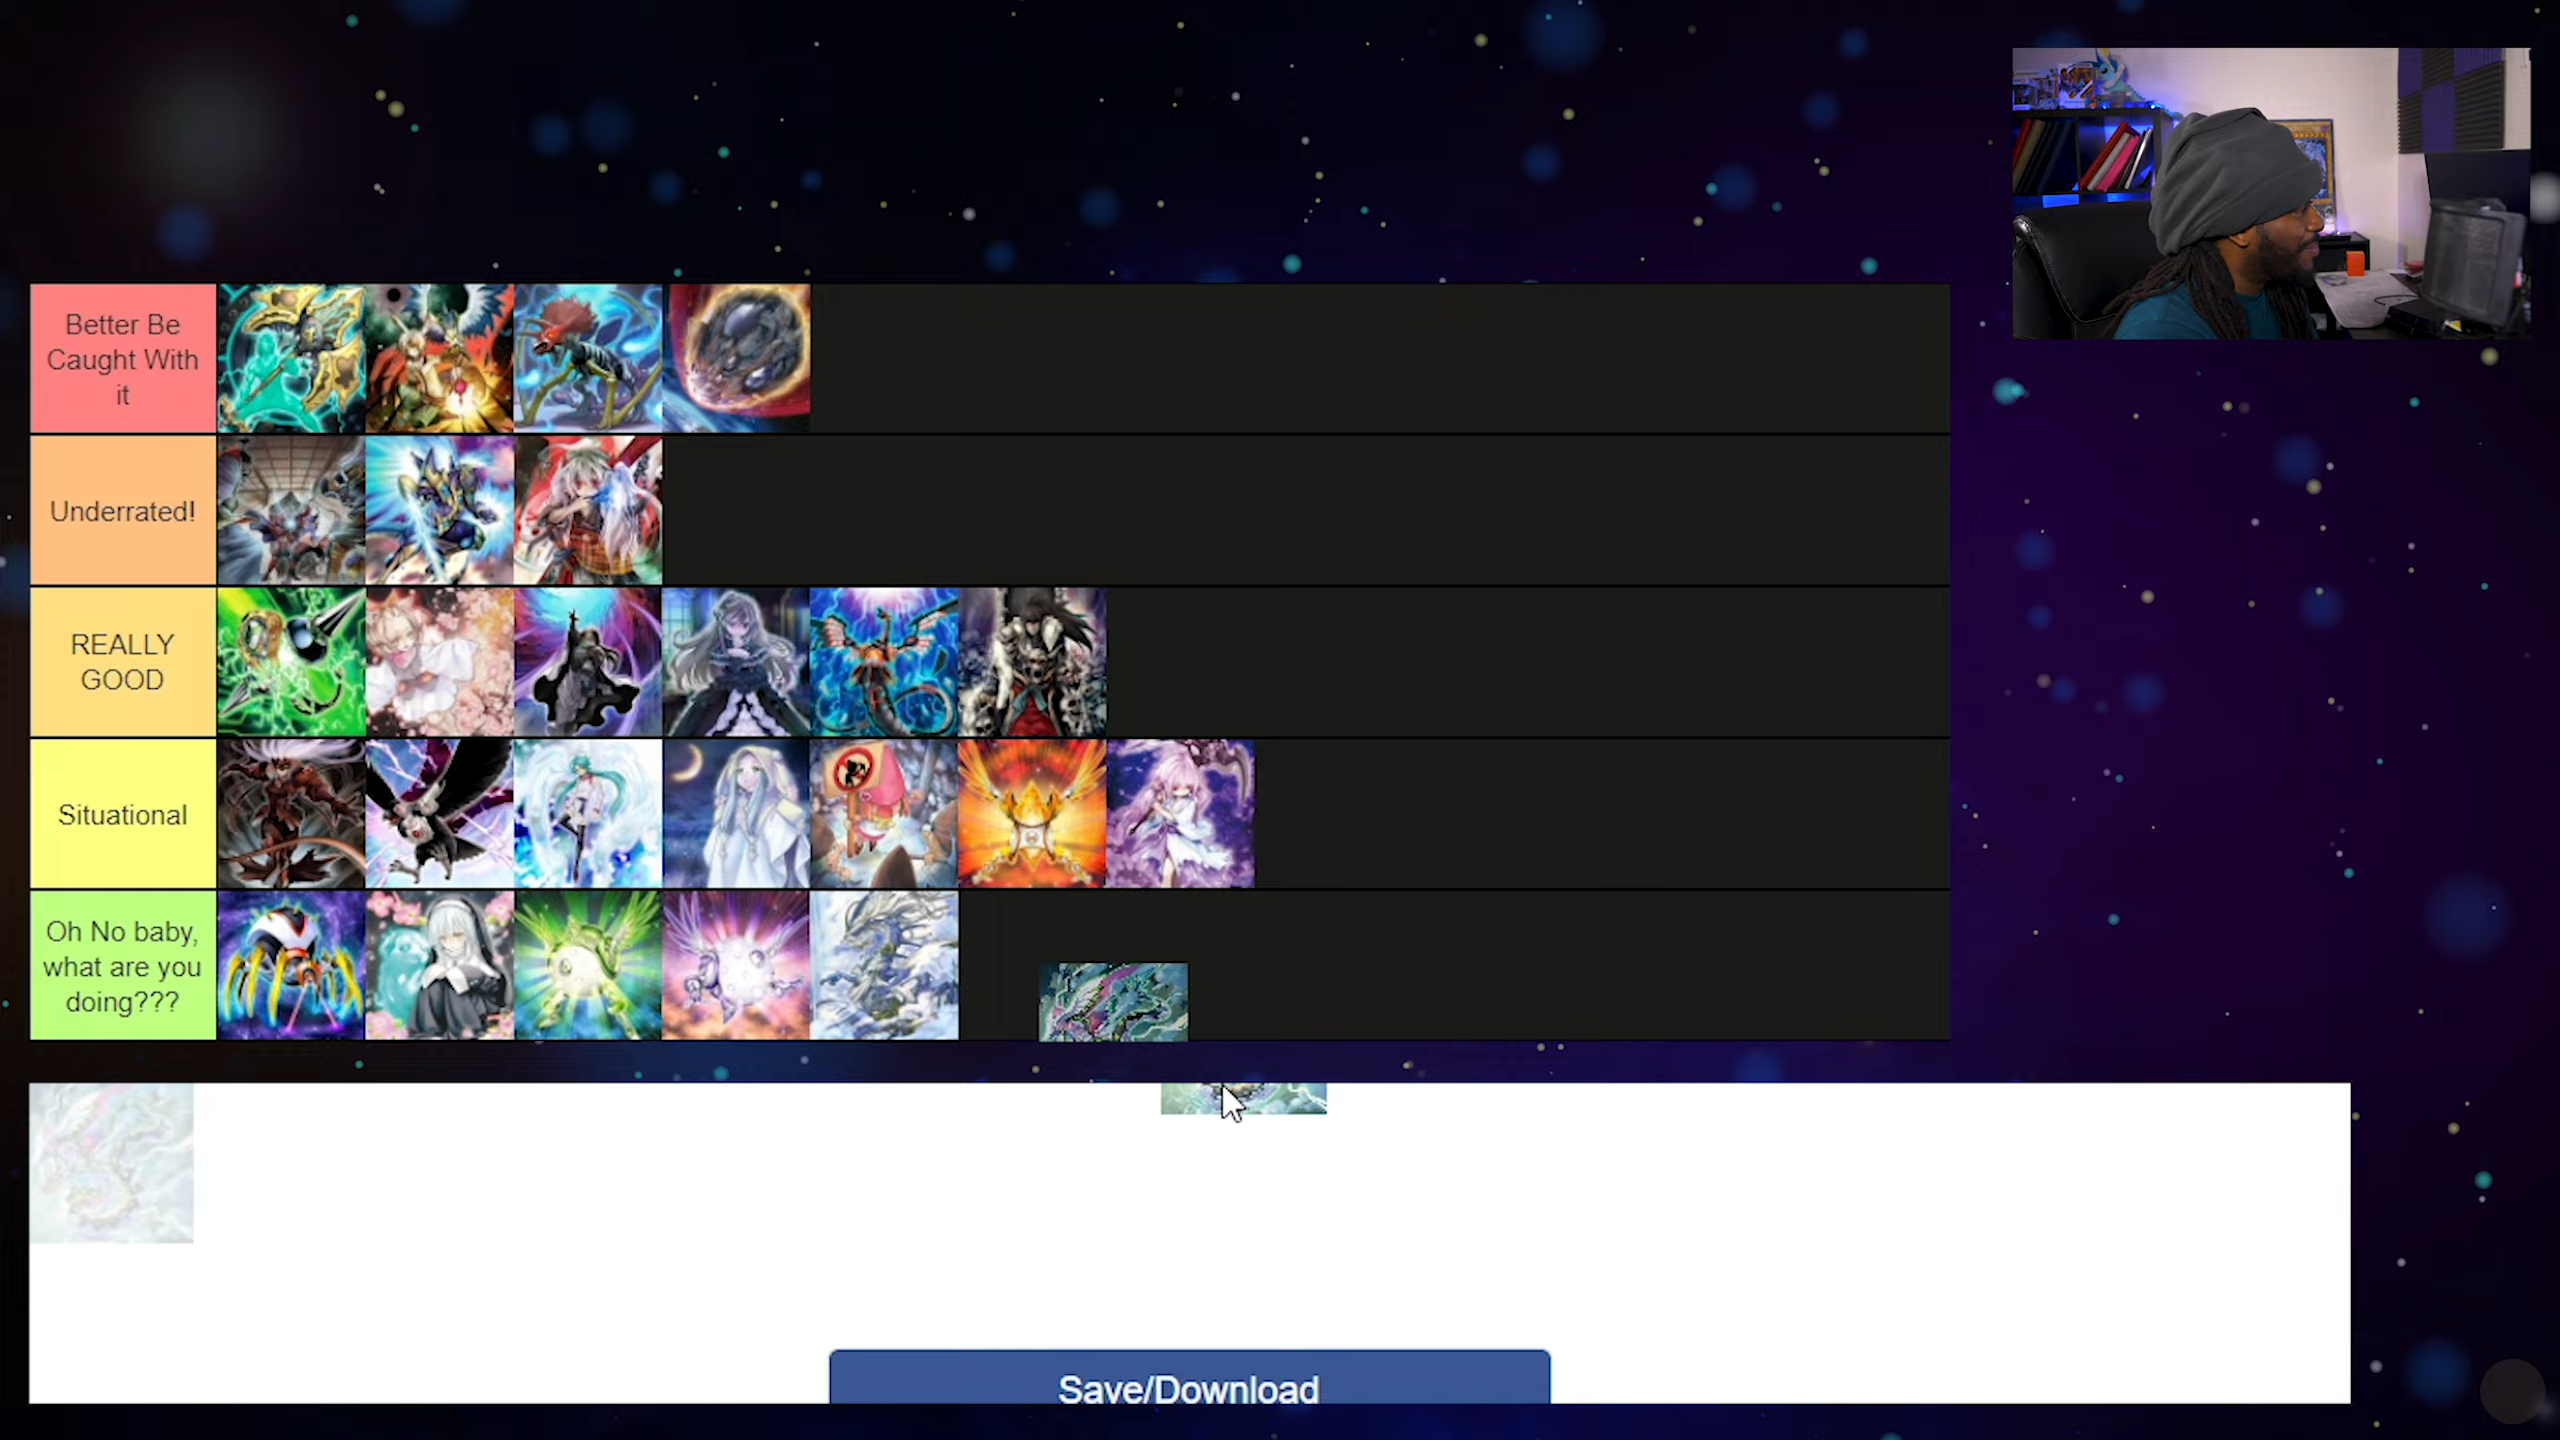 Better Be
Caught With
it
Underrated!
REALLY
GOOD
Situational
Oh No baby,
what are you
doing???
Save/Download